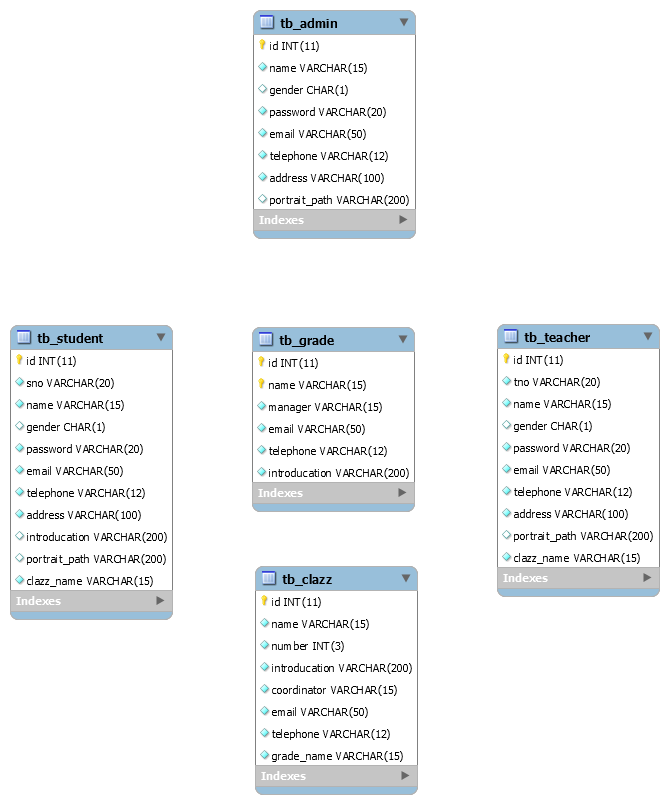 tb_admin
id INT(11)
name VARCHAR(15)
gender CHAR(1)
password VARCHAR(20)
email VARCHAR(50)
telephone VARCHAR(12)
address VARCHAR(100)
portrait_path VARCHAR(200)
Indexes
tb_student
id INT(11)
sno VARCHAR(20)
name VARCHAR(15)
gender CHAR(1)
password VARCHAR(20)
email VARCHAR(50)
telephone VARCHAR(12)
address VARCHAR(100)
introducation VARCHAR(200)
portrait_path VARCHAR(200)
clazz_name VARCHAR(15)
Indexes
tb_grade
id INT(11)
name VARCHAR(15)
manager VARCHAR(15)
email VARCHAR(50)
telephone VARCHAR(12)
introducation VARCHAR(200)
Indexes
tb_teacher
id INT(11)
tno VARCHAR(20)
name VARCHAR(15)
gender CHAR(1)
password VARCHAR(20)
email VARCHAR(50)
telephone VARCHAR(12)
address VARCHAR(100)
portrait_path VARCHAR(200)
clazz_name VARCHAR(15)
Indexes
tb_clazz
id INT(11)
name VARCHAR(15)
number INT(3)
introducation VARCHAR(200)
coordinator VARCHAR(15)
email VARCHAR(50)
telephone VARCHAR(12)
grade_name VARCHAR(15)
Indexes